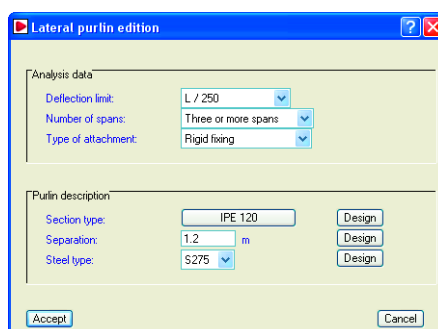 Lateral purlin edition
Analysis data
Deflection limit: L / 250
Number of spans: Three or more spans
Type of attachment: Rigid fixing
Purlin description
Section type: IPE 120 Design
Separation: 1.2 m Design
Steel type: S275 Design
Accept Cancel